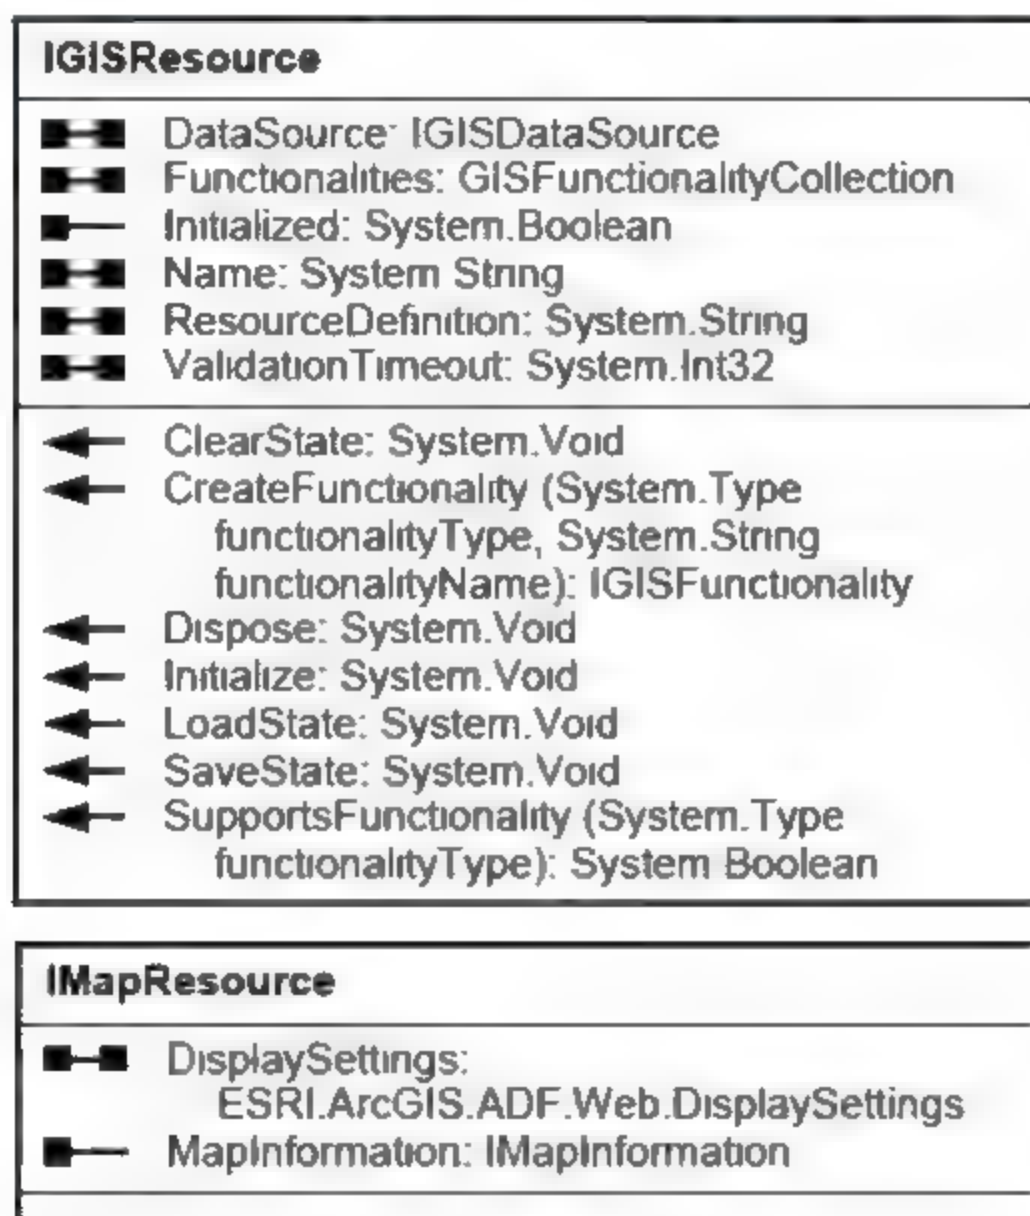 IGISResource
DataSource: IGISDataSource
Functionalities: GISFunctionalityCollection
Initialized: System.Boolean
Name: System String
ResourceDefinition: System.String
ValidationTimeout: System.Int32
ClearState: System.Void
CreateFunctionality (System.Type
functionalityType, System.String
functionalityName): IGISFunctionality
Dispose: System.Void
Initialize: System.Void
LoadState: System.Void
SaveState: System.Void
SupportsFunctionality (System.Type
functionalityType): System Boolean
IMapResource
DisplaySettings:
ESRI.ArcGIS.ADF.Web.DisplaySettings
MapInformation: IMapInformation